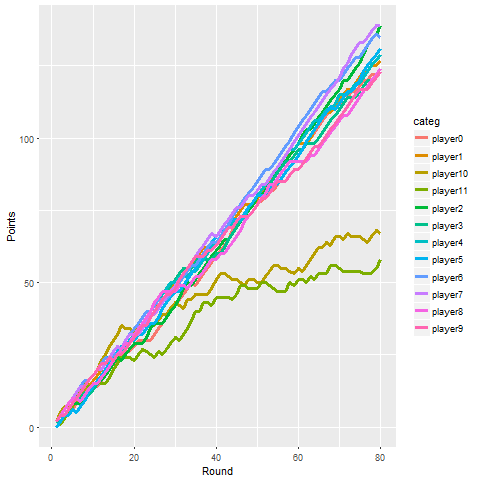 Points
100
50
0
0
20
40
60
80
Round
categ
player0
player1
player10
player11
player2
player3
player4
player5
player6
player7
player8
player9